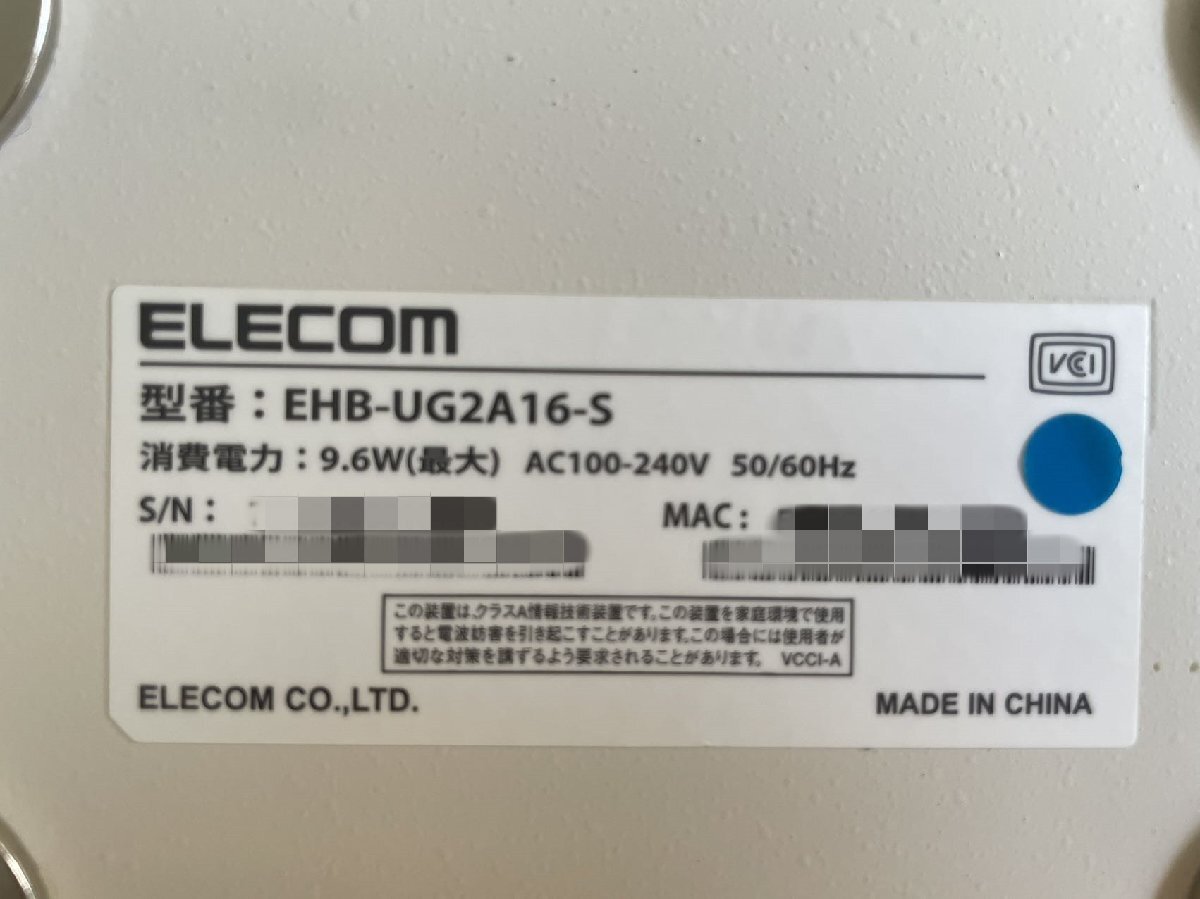 ELECOM
VCCI
型番：EHB-UG2A16-S
消費電力：9.6W(最大) AC100-240V 50/60Hz
S/N： MAC：
この装置は、クラスA情報技術装置です。この装置を家庭環境で使用
すると電波妨害を引き起こすことがあります。この場合には使用者が
適切な対策を講ずるよう要求されることがあります。 VCCI-A
ELECOM CO.,LTD. MADE IN CHINA